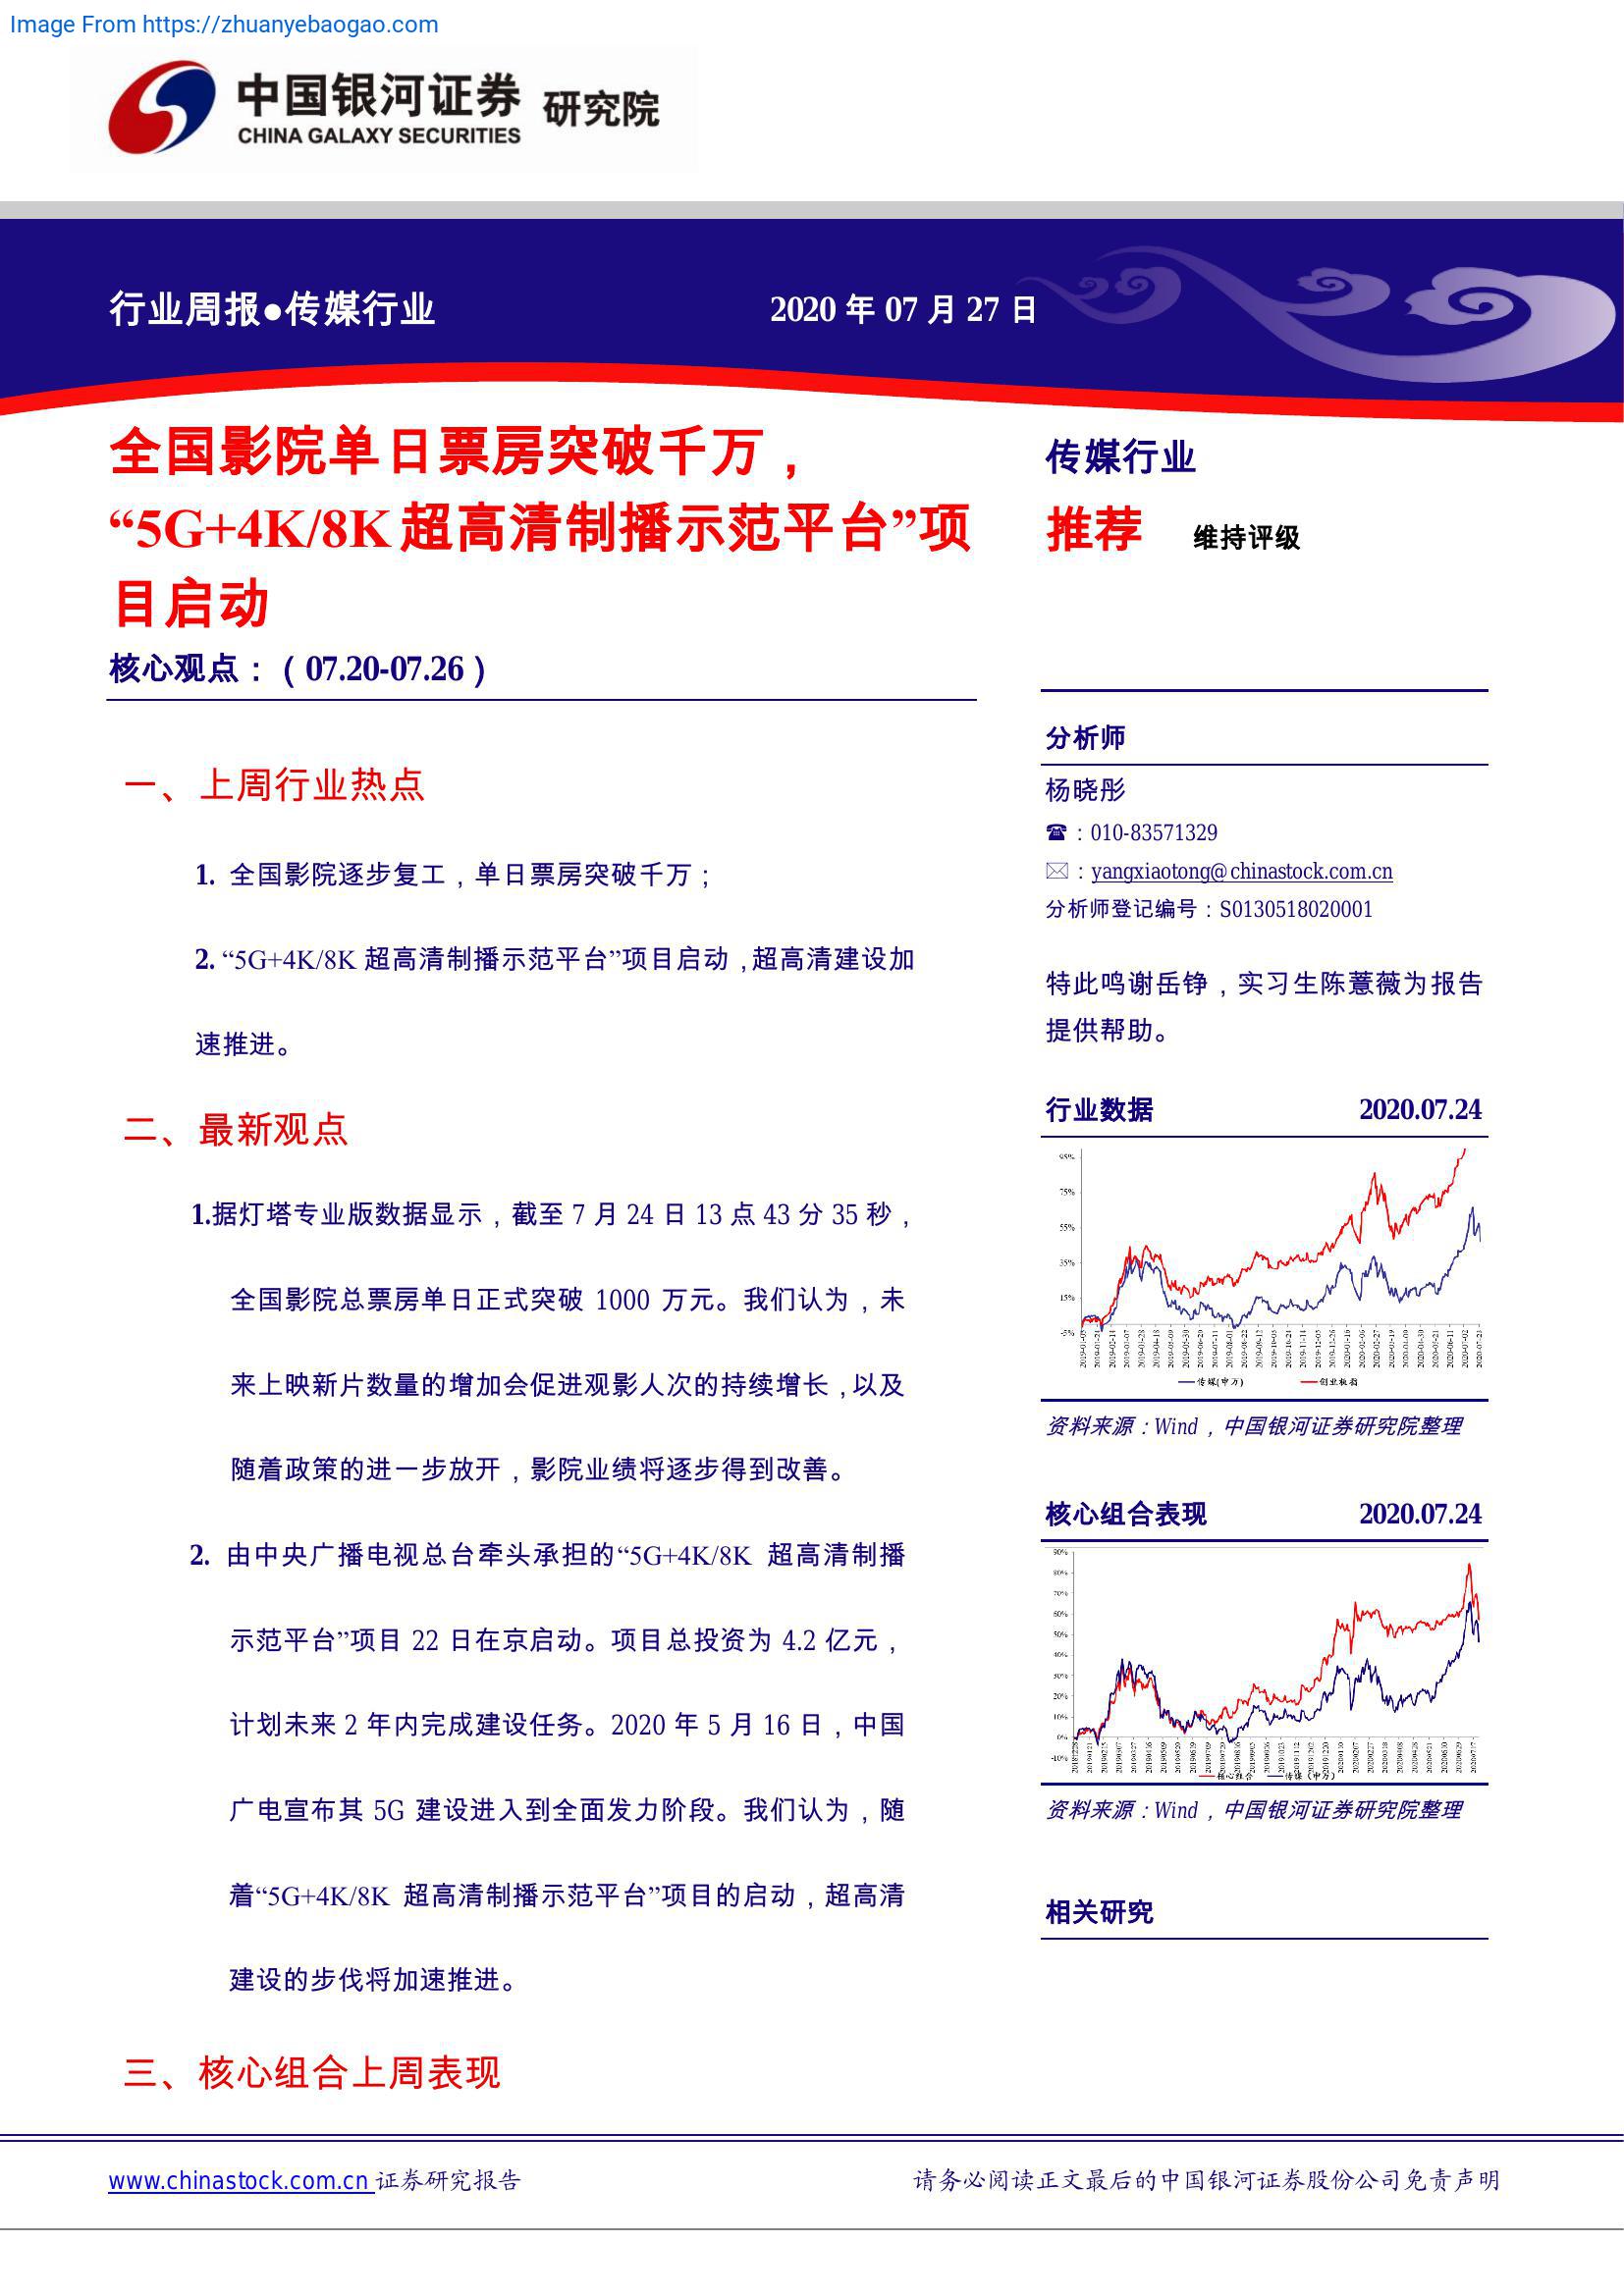 Image From https://zhuanyebaogao.com
中国银河证券 研究院
CHINA GALAXY SECURITIES
行业周报●传媒行业
2020 年 07 月 27 日
全国影院单日票房突破千万，
“5G+4K/8K 超高清制播示范平台”项
目启动
核心观点：（07.20-07.26）
一、上周行业热点
1. 全国影院逐步复工，单日票房突破千万；
2. “5G+4K/8K 超高清制播示范平台”项目启动，超高清建设加
速推进。
二、最新观点
1.据灯塔专业版数据显示，截至 7 月 24 日 13 点 43 分 35 秒，
全国影院总票房单日正式突破 1000 万元。我们认为，未
来上映新片数量的增加会促进观影人次的持续增长，以及
随着政策的进一步放开，影院业绩将逐步得到改善。
2. 由中央广播电视总台牵头承担的“5G+4K/8K 超高清制播
示范平台”项目 22 日在京启动。项目总投资为 4.2 亿元，
计划未来 2 年内完成建设任务。2020 年 5 月 16 日，中国
广电宣布其 5G 建设进入到全面发力阶段。我们认为，随
着“5G+4K/8K 超高清制播示范平台”项目的启动，超高清
建设的步伐将加速推进。
三、核心组合上周表现
传媒行业
推荐 维持评级
分析师
杨晓彤
☎：010-83571329
✉：yangxiaotong@chinastock.com.cn
分析师登记编号：S0130518020001
特此鸣谢岳铮，实习生陈薏薇为报告
提供帮助。
行业数据 2020.07.24
95%
75%
55%
35%
15%
-5%
传媒(申万) 创业板指
资料来源：Wind，中国银河证券研究院整理
核心组合表现 2020.07.24
90%
80%
70%
60%
50%
40%
30%
20%
10%
0%
-10%
核心组合 传媒（申万）
资料来源：Wind，中国银河证券研究院整理
相关研究
www.chinastock.com.cn 证券研究报告
请务必阅读正文最后的中国银河证券股份公司免责声明